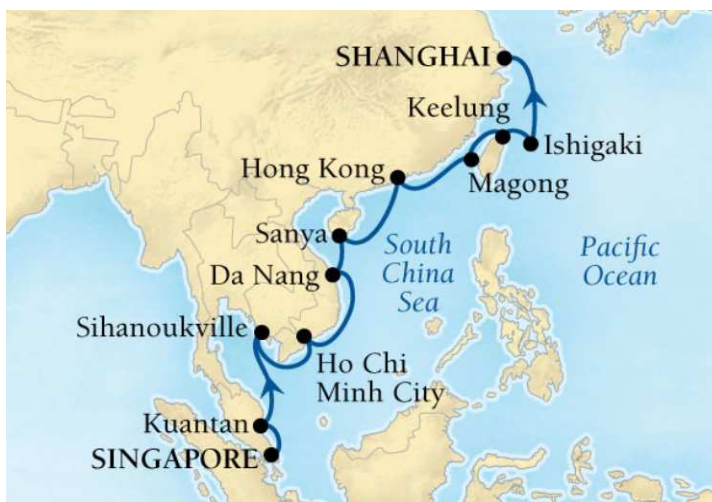 SHANGHAI
Keelung
Ishigaki
Hong Kong
Magong
Sanya
South
China
Sea
Pacific
Ocean
Da Nang
Sihanoukville
Ho Chi
Minh City
Kuantan
SINGAPORE